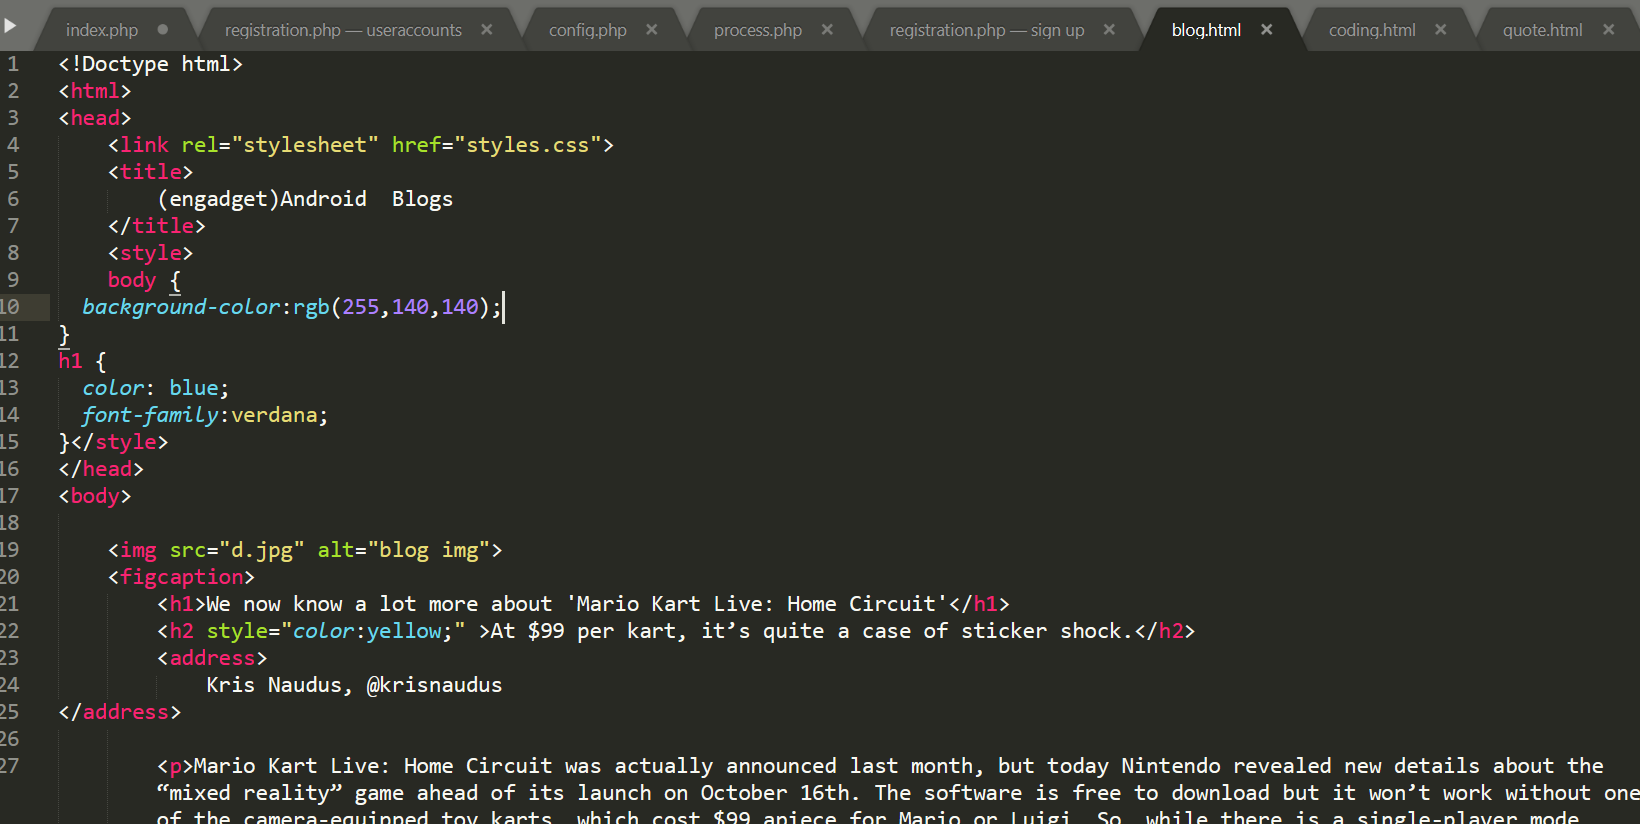 index.php registration.php — useraccounts config.php process.php registration.php — sign up blog.html coding.html quote.html
1 <!Doctype html>
2 <html>
3 <head>
4 <link rel="stylesheet" href="styles.css">
5 <title>
6 (engadget)Android  Blogs
7 </title>
8 <style>
9 body {
10 background-color:rgb(255,140,140);
11 }
12 h1 {
13 color: blue;
14 font-family:verdana;
15 }</style>
16 </head>
17 <body>
18
19 <img src="d.jpg" alt="blog img">
20 <figcaption>
21 <h1>We now know a lot more about 'Mario Kart Live: Home Circuit'</h1>
22 <h2 style="color:yellow;" >At $99 per kart, it’s quite a case of sticker shock.</h2>
23 <address>
24 Kris Naudus, @krisnaudus
25 </address>
26
27 <p>Mario Kart Live: Home Circuit was actually announced last month, but today Nintendo revealed new details about the
“mixed reality” game ahead of its launch on October 16th. The software is free to download but it won’t work without one
of the camera-equipped toy karts, which cost $99 apiece for Mario or Luigi. So, while there is a single-player mode,